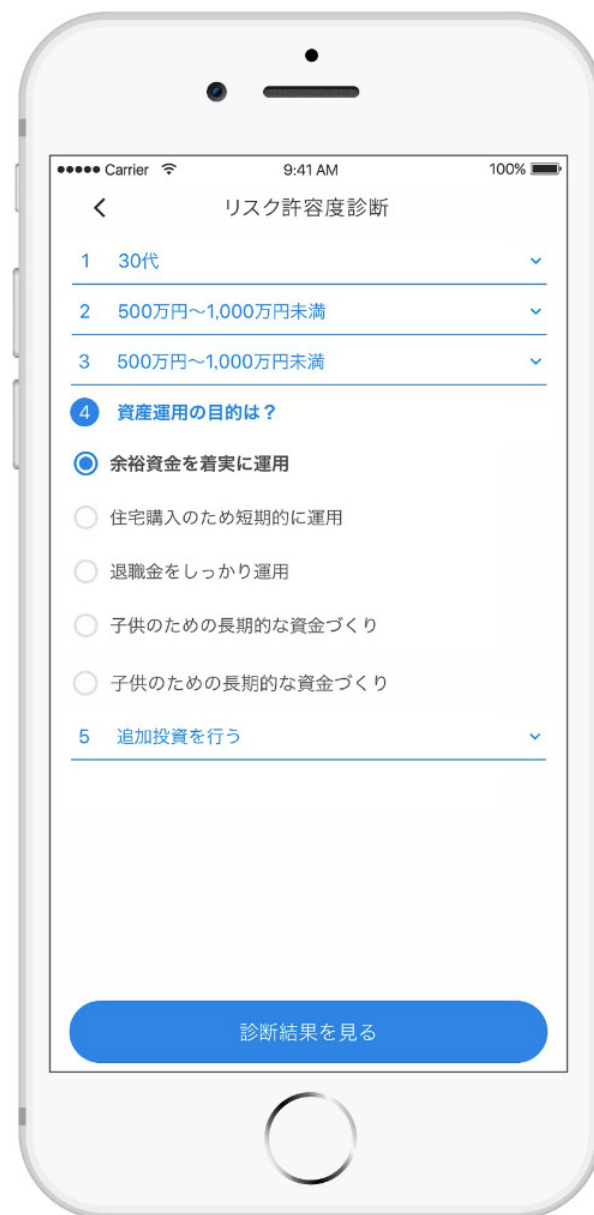 Carrier 9:41 AM 100%
リスク許容度診断
1 30代
2 500万円〜1,000万円未満
3 500万円〜1,000万円未満
4 資産運用の目的は？
余裕資金を着実に運用
住宅購入のため短期的に運用
退職金をしっかり運用
子供のための長期的な資金づくり
子供のための長期的な資金づくり
5 追加投資を行う
診断結果を見る